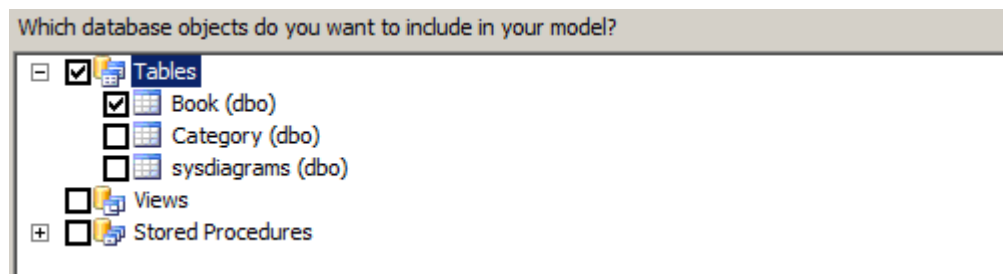 Which database objects do you want to include in your model?
Tables
Book (dbo)
Category (dbo)
sysdiagrams (dbo)
Views
Stored Procedures